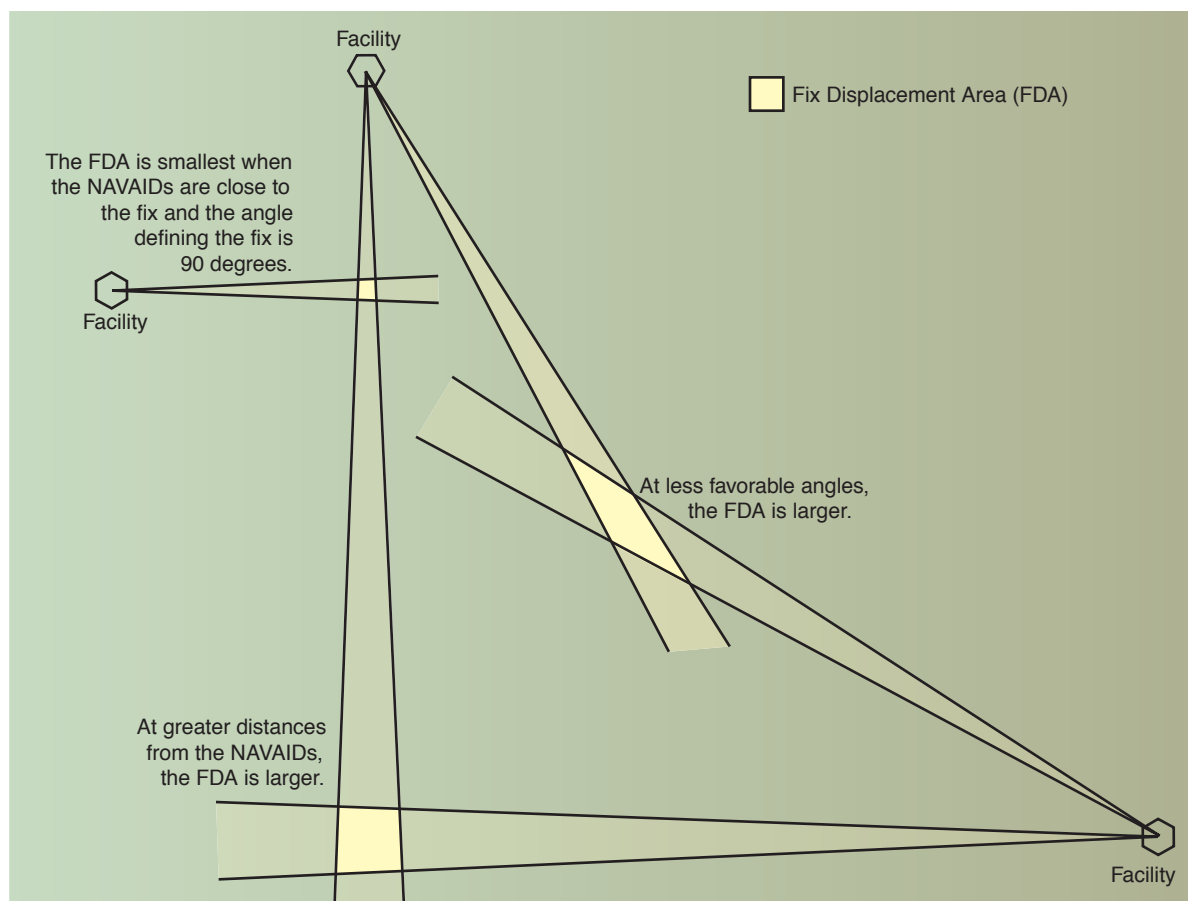 Facility
Fix Displacement Area (FDA)
The FDA is smallest when
the NAVAIDs are close to
the fix and the angle
defining the fix is
90 degrees.
Facility
At less favorable angles,
the FDA is larger.
At greater distances
from the NAVAIDs,
the FDA is larger.
Facility